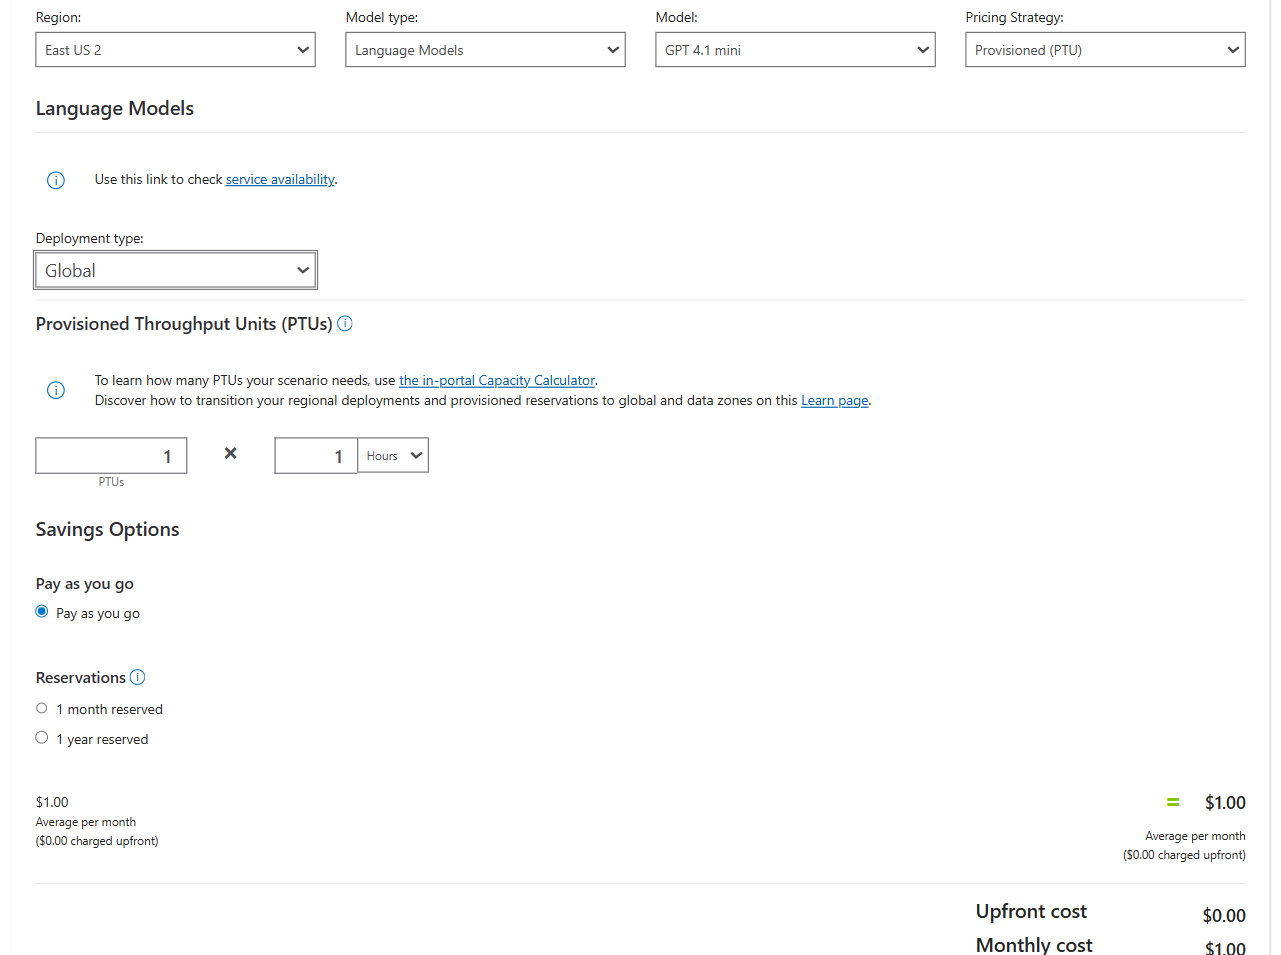 Region:
Model type:
Model:
Pricing Strategy:
East US 2
Language Models
GPT 4.1 mini
Provisioned (PTU)
Language Models
Use this link to check service availability.
Deployment type:
Global
Provisioned Throughput Units (PTUs)
To learn how many PTUs your scenario needs, use the in-portal Capacity Calculator.
Discover how to transition your regional deployments and provisioned reservations to global and data zones on this Learn page.
1
×
1
Hours
PTUs
Savings Options
Pay as you go
Pay as you go
Reservations
1 month reserved
1 year reserved
$1.00
Average per month
($0.00 charged upfront)
= $1.00
Average per month
($0.00 charged upfront)
Upfront cost $0.00
Monthly cost $1.00